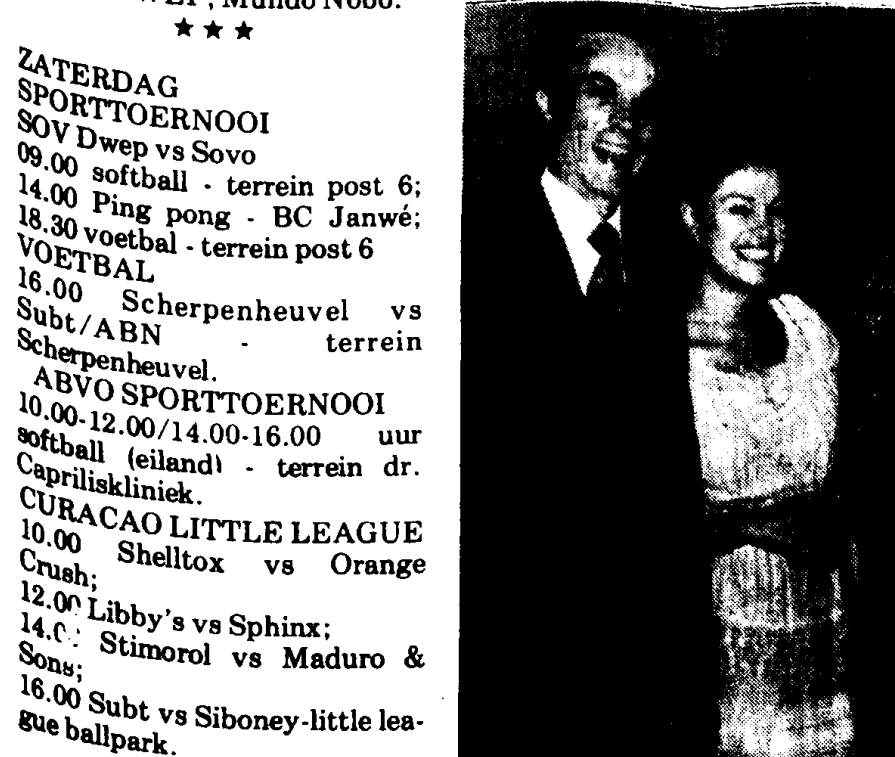 Mundo Nobo.
★ ★ ★
ZATERDAG
SPORTTOERNOOI
SOV Dwep vs Sovo
09.00 softball - terrein post 6;
14.00 Ping pong - BC Janwé;
18.30 voetbal - terrein post 6
VOETBAL
16.00 Scherpenheuvel vs
Subt/ABN - terrein
Scherpenheuvel.
ABVO SPORTTOERNOOI
10.00-12.00/14.00-16.00 uur
softball (eiland) - terrein dr.
Capriliskliniek.
CURACAO LITTLE LEAGUE
10.00 Shelltox vs Orange
Crush;
12.00 Libby's vs Sphinx;
Stimorol vs Maduro &
Sons;
16.00 Subt vs Siboney-little lea-
gue ballpark.